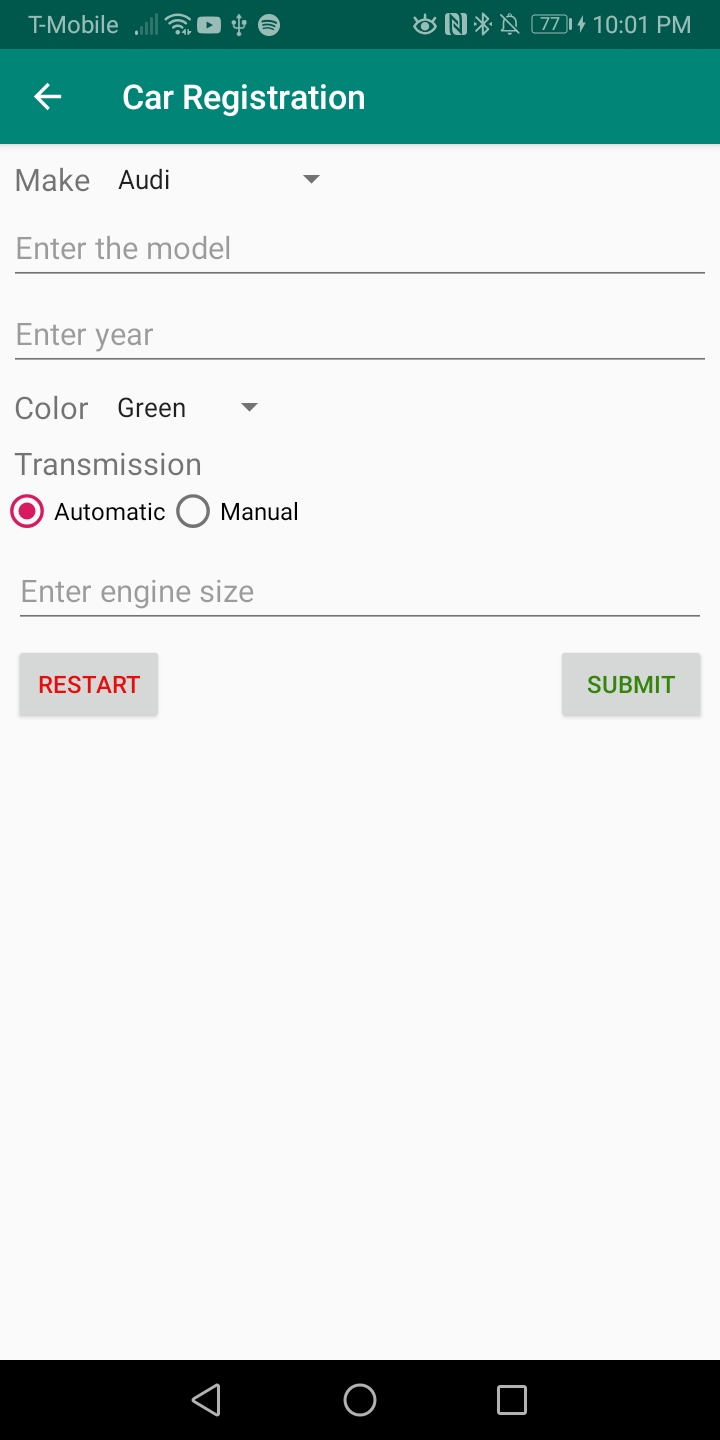 T-Mobile 77 10:01 PM
Car Registration
Make Audi
Enter the model
Enter year
Color Green
Transmission
Automatic Manual
Enter engine size
RESTART SUBMIT